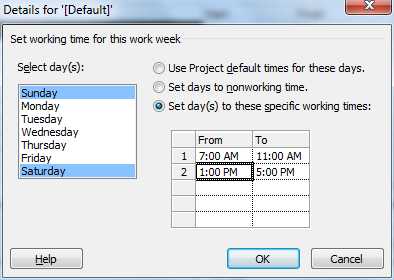 Details for '[Default]'
Set working time for this work week
Select day(s):
Sunday
Monday
Tuesday
Wednesday
Thursday
Friday
Saturday
Use Project default times for these days.
Set days to nonworking time.
Set day(s) to these specific working times:
From To
1 7:00 AM 11:00 AM
2 1:00 PM 5:00 PM
Help OK Cancel